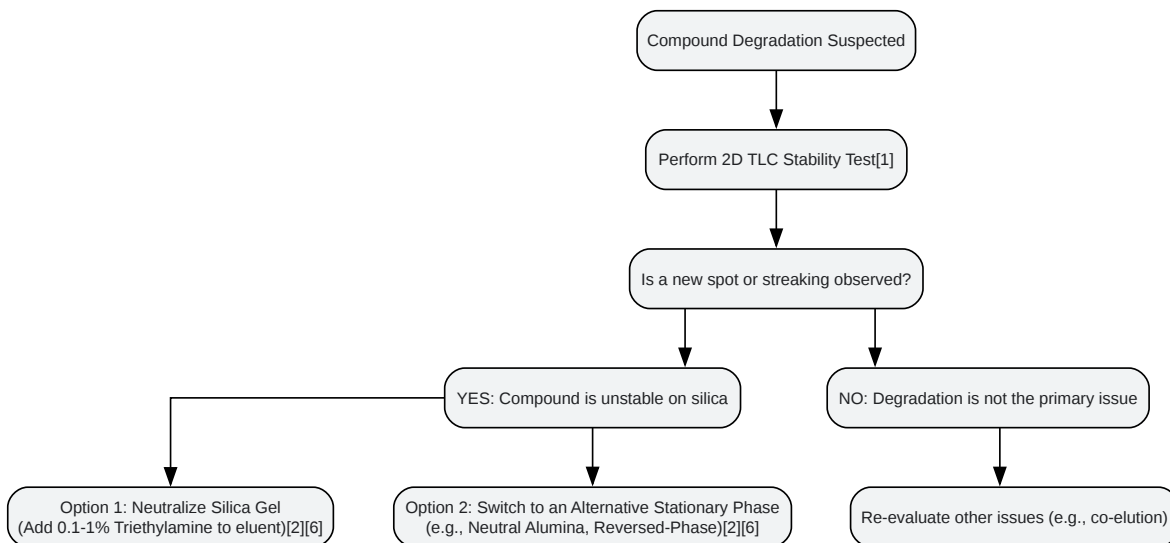 Compound Degradation Suspected
Perform 2D TLC Stability Test[1]
Is a new spot or streaking observed?
YES: Compound is unstable on silica
NO: Degradation is not the primary issue
Option 1: Neutralize Silica Gel
(Add 0.1-1% Triethylamine to eluent)[2][6]
Option 2: Switch to an Alternative Stationary Phase
(e.g., Neutral Alumina, Reversed-Phase)[2][6]
Re-evaluate other issues (e.g., co-elution)